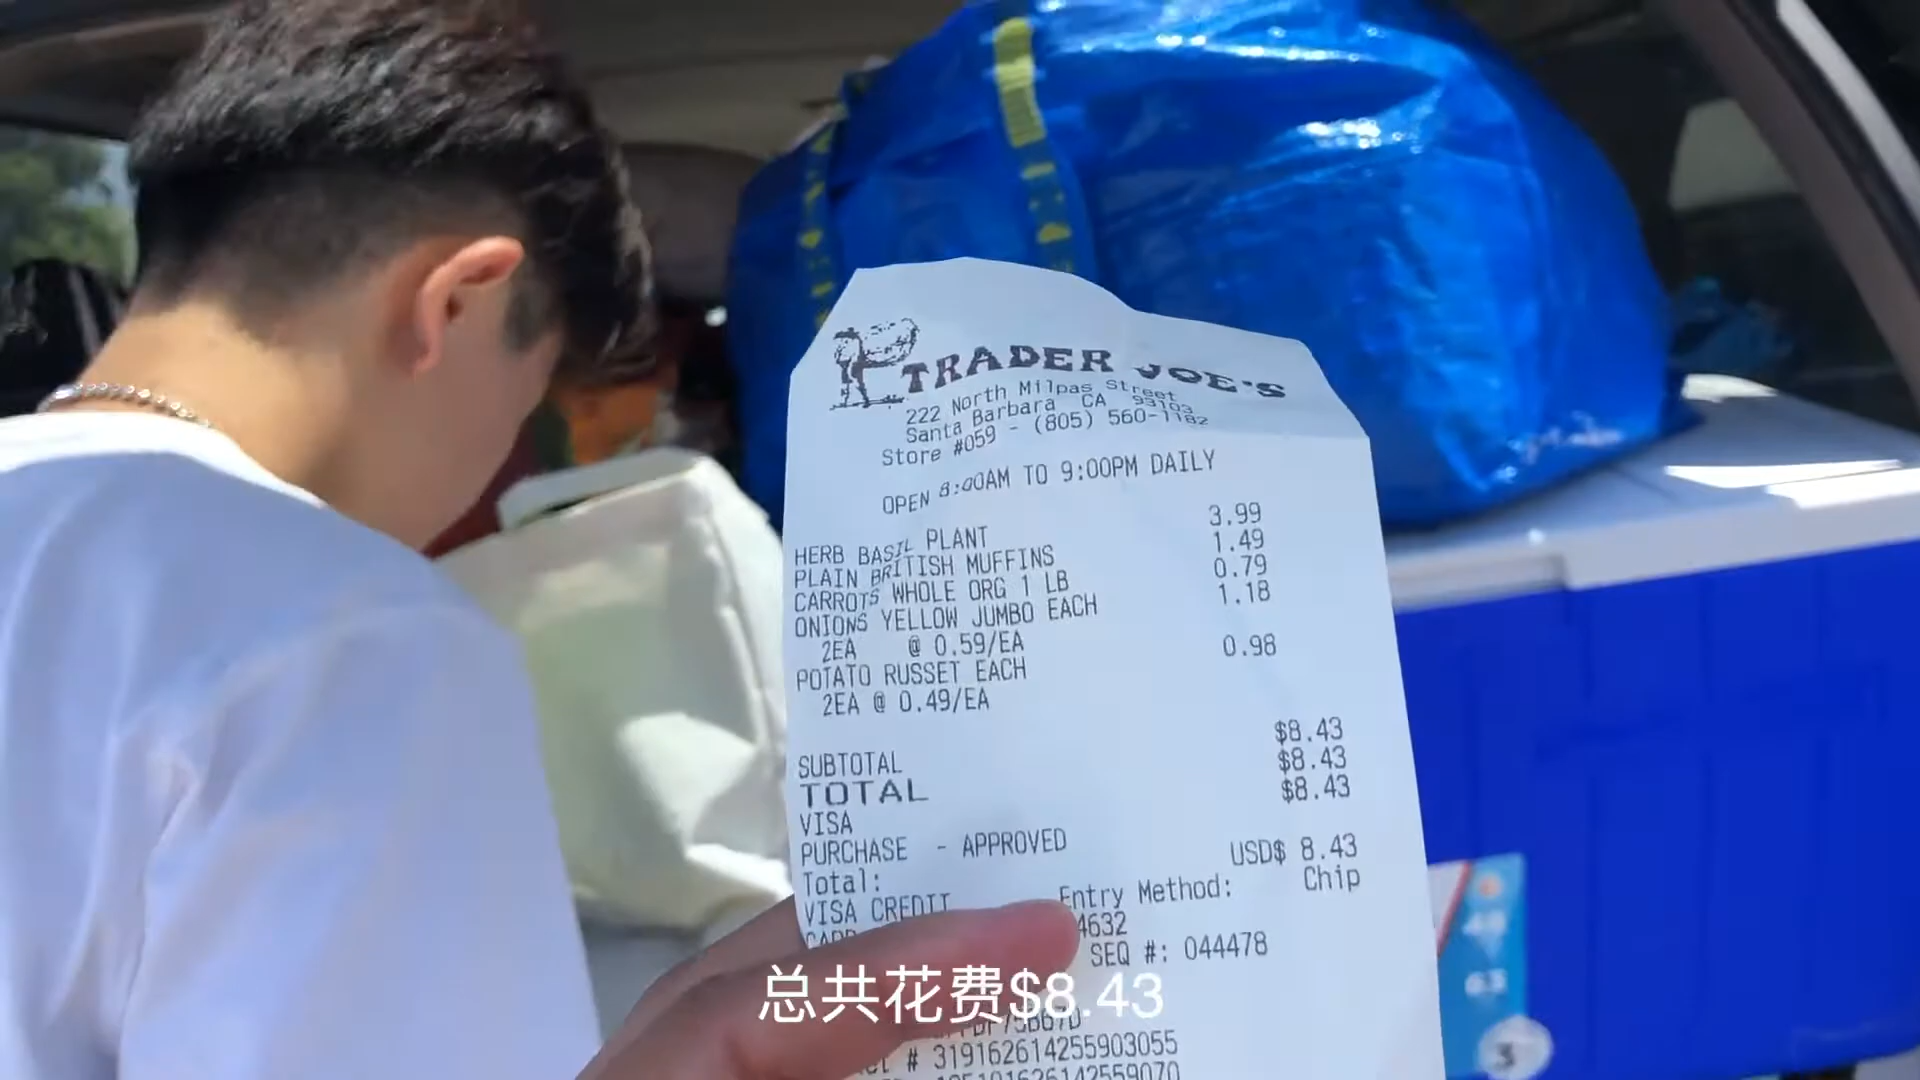 TRADER JOE'S
222 North Milpas Street
Santa Barbara CA 93103
Store #059 - (805) 560-1182
OPEN 8:00AM TO 9:00PM DAILY
HERB BASIL PLANT 3.99
PLAIN BRITISH MUFFINS 1.49
CARROTS WHOLE ORG 1 LB 0.79
ONIONS YELLOW JUMBO EACH 1.18
2EA @ 0.59/EA
POTATO RUSSET EACH 0.98
2EA @ 0.49/EA
SUBTOTAL $8.43
TOTAL $8.43
VISA $8.43
PURCHASE - APPROVED
Total: USD$ 8.43
VISA CREDIT Entry Method: Chip
4632
SEQ #: 044478
总共花费$8.43
# 319162614255903055